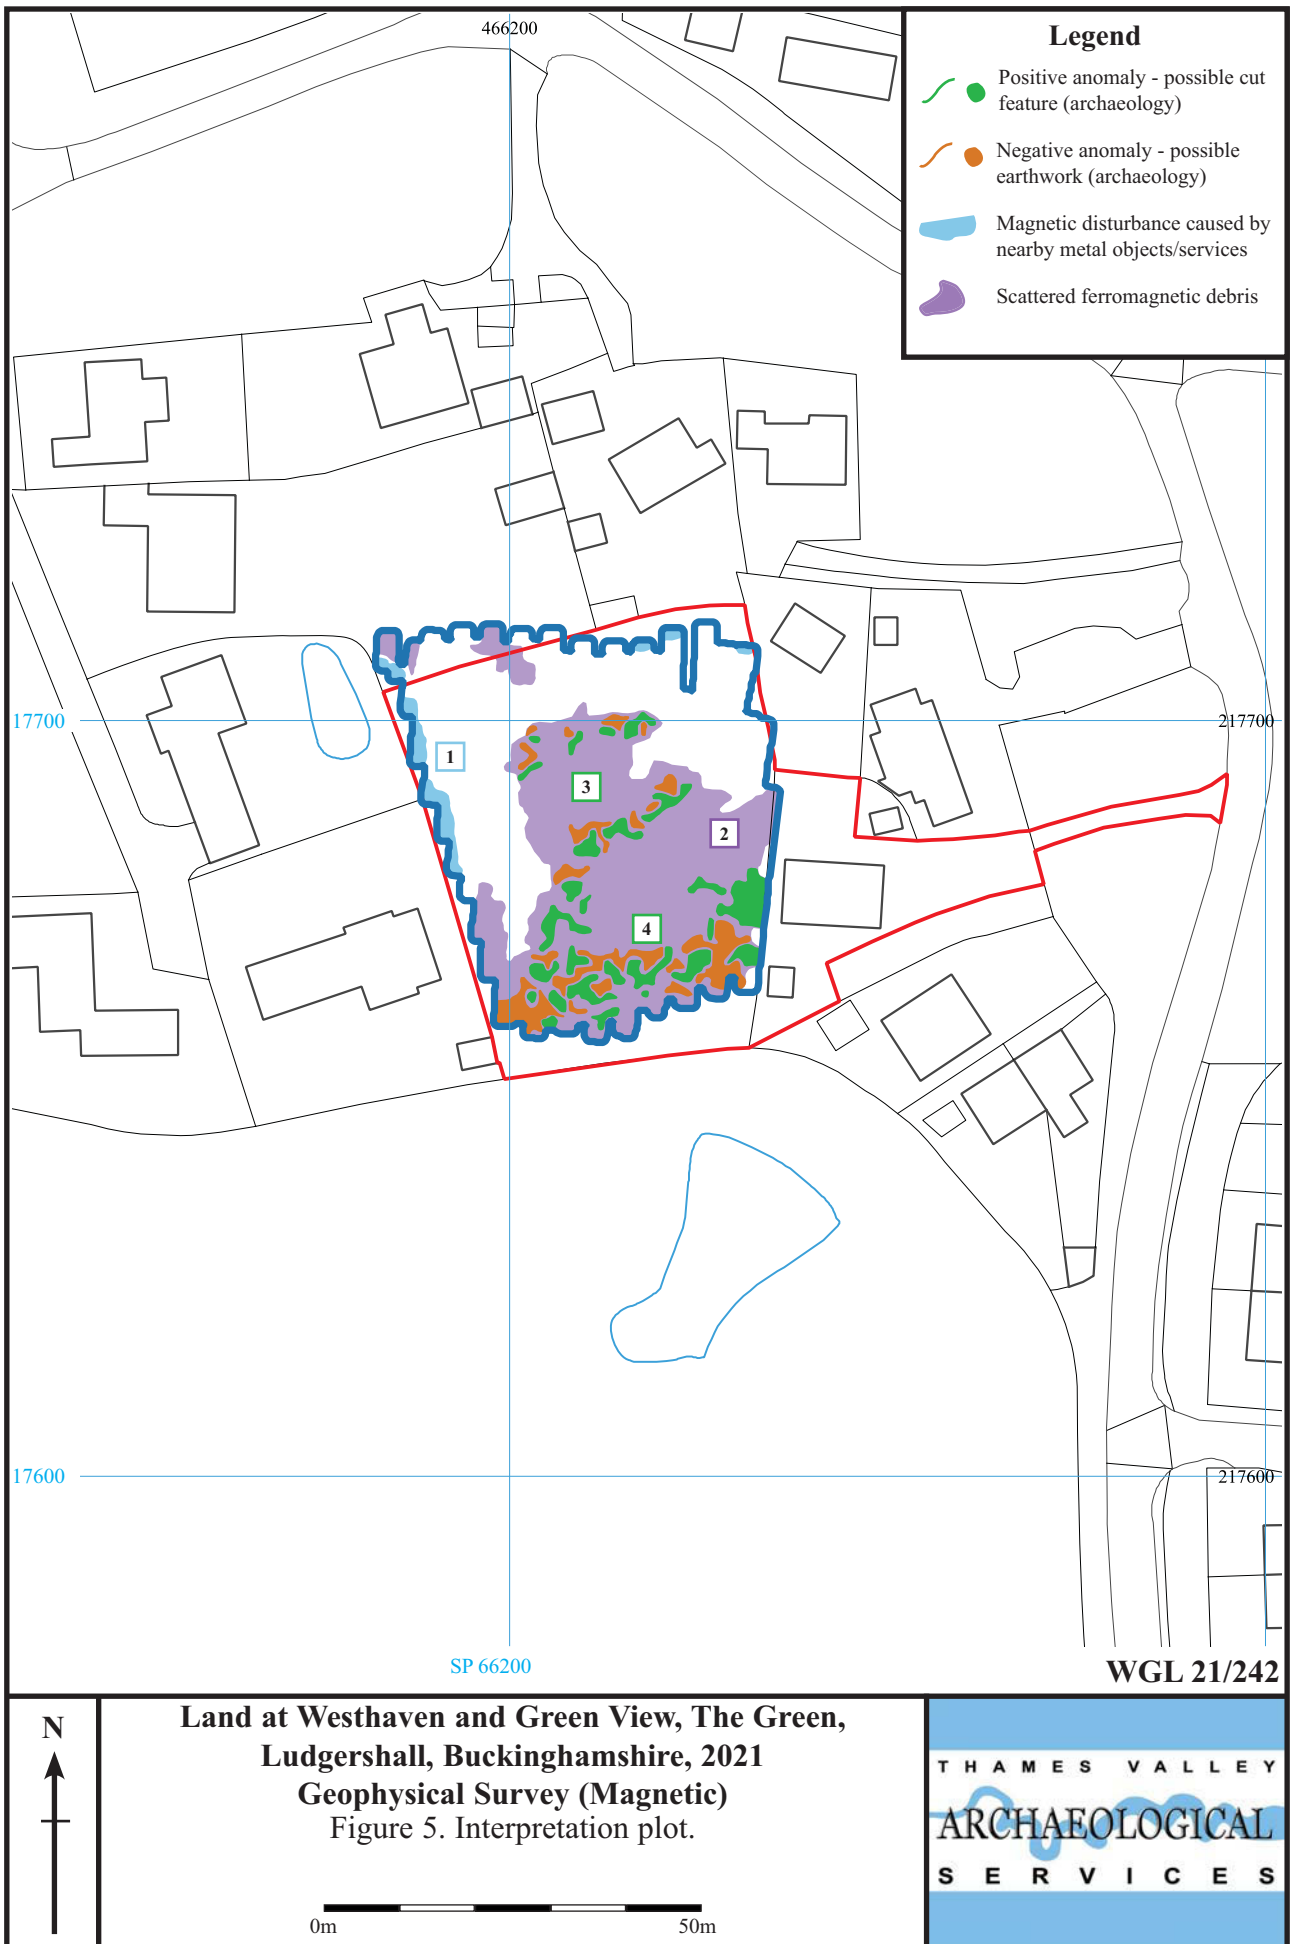 466200
Legend
Positive anomaly - possible cut
feature (archaeology)
Negative anomaly - possible
earthwork (archaeology)
Magnetic disturbance caused by
nearby metal objects/services
Scattered ferromagnetic debris
17700
217700
1
3
2
4
17600
217600
SP 66200
WGL 21/242
N
Land at Westhaven and Green View, The Green,
Ludgershall, Buckinghamshire, 2021
Geophysical Survey (Magnetic)
Figure 5. Interpretation plot.
0m
50m
THAMES VALLEY
ARCHAEOLOGICAL
SERVICES